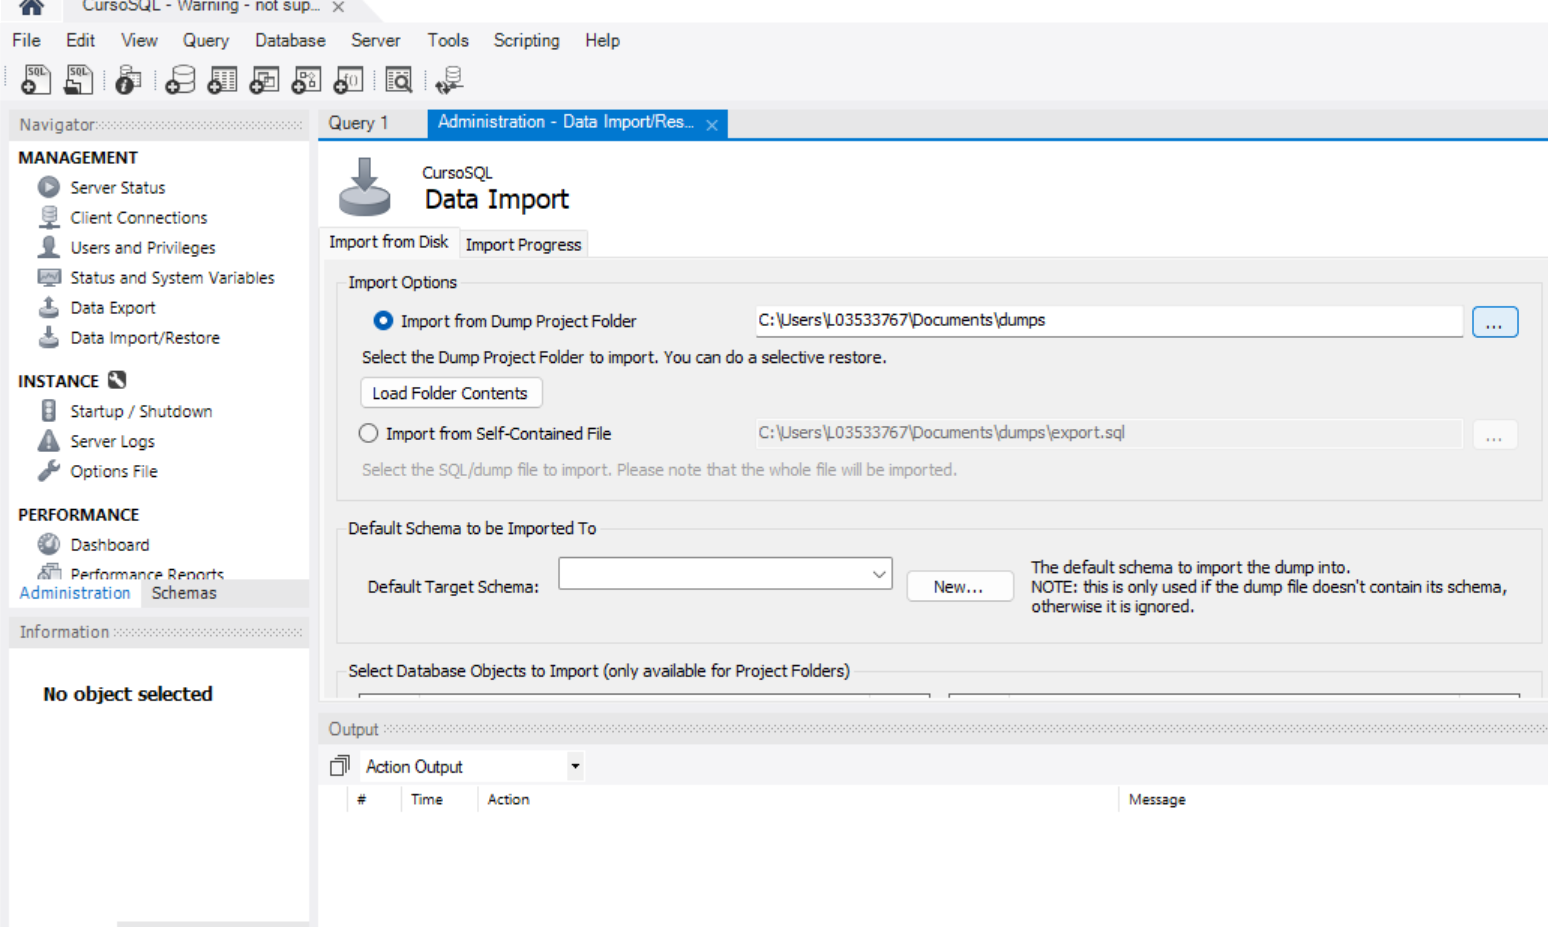 CursoSQL - Warning - not sup...
File Edit View Query Database Server Tools Scripting Help
SQL SQL
Navigator
MANAGEMENT
Server Status
Client Connections
Users and Privileges
Status and System Variables
Data Export
Data Import/Restore
INSTANCE
Startup / Shutdown
Server Logs
Options File
PERFORMANCE
Dashboard
Performance Reports
Administration Schemas
Information
No object selected
Query 1 Administration - Data Import/Res...
CursoSQL
Data Import
Import from Disk Import Progress
Import Options
Import from Dump Project Folder C:\Users\L03533767\Documents\dumps ...
Select the Dump Project Folder to import. You can do a selective restore.
Load Folder Contents
Import from Self-Contained File C:\Users\L03533767\Documents\dumps\export.sql ...
Select the SQL/dump file to import. Please note that the whole file will be imported.
Default Schema to be Imported To
Default Target Schema: New...
The default schema to import the dump into.
NOTE: this is only used if the dump file doesn't contain its schema,
otherwise it is ignored.
Select Database Objects to Import (only available for Project Folders)
Output
Action Output
# Time Action Message